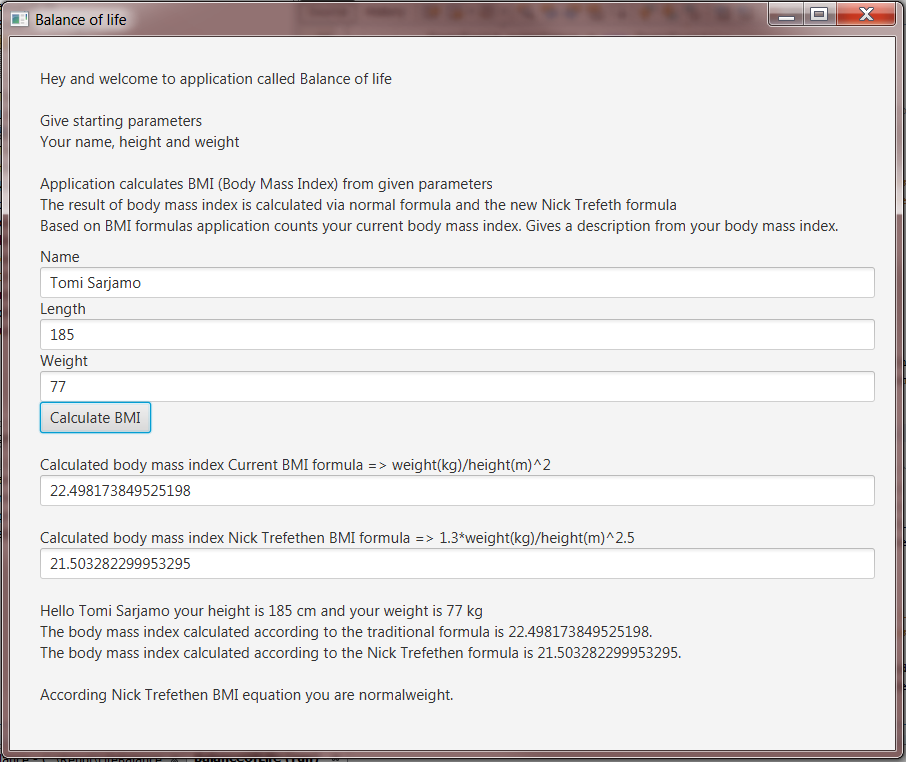 Balance of life
Hey and welcome to application called Balance of life
Give starting parameters
Your name, height and weight
Application calculates BMI (Body Mass Index) from given parameters
The result of body mass index is calculated via normal formula and the new Nick Trefeth formula
Based on BMI formulas application counts your current body mass index. Gives a description from your body mass index.
Name
Tomi Sarjamo
Length
185
Weight
77
Calculate BMI
Calculated body mass index Current BMI formula => weight(kg)/height(m)^2
22.498173849525198
Calculated body mass index Nick Trefethen BMI formula => 1.3*weight(kg)/height(m)^2.5
21.503282299953295
Hello Tomi Sarjamo your height is 185 cm and your weight is 77 kg
The body mass index calculated according to the traditional formula is 22.498173849525198.
The body mass index calculated according to the Nick Trefethen formula is 21.503282299953295.
According Nick Trefethen BMI equation you are normalweight.